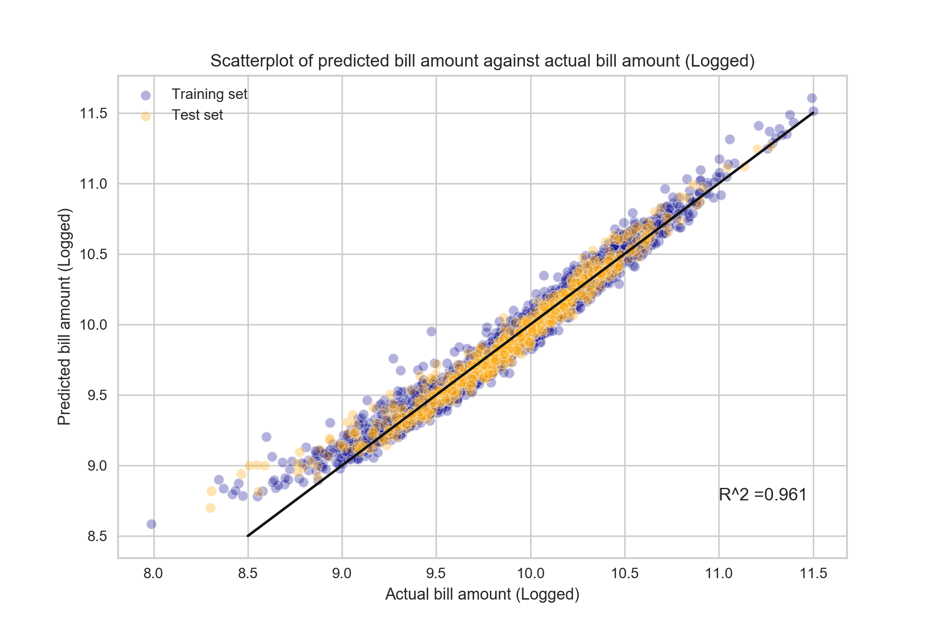 Scatterplot of predicted bill amount against actual bill amount (Logged)
Training set
Test set
11.5
11.0
10.5
10.0
9.5
9.0
8.5
Predicted bill amount (Logged)
R^2 =0.961
8.0 8.5 9.0 9.5 10.0 10.5 11.0 11.5
Actual bill amount (Logged)